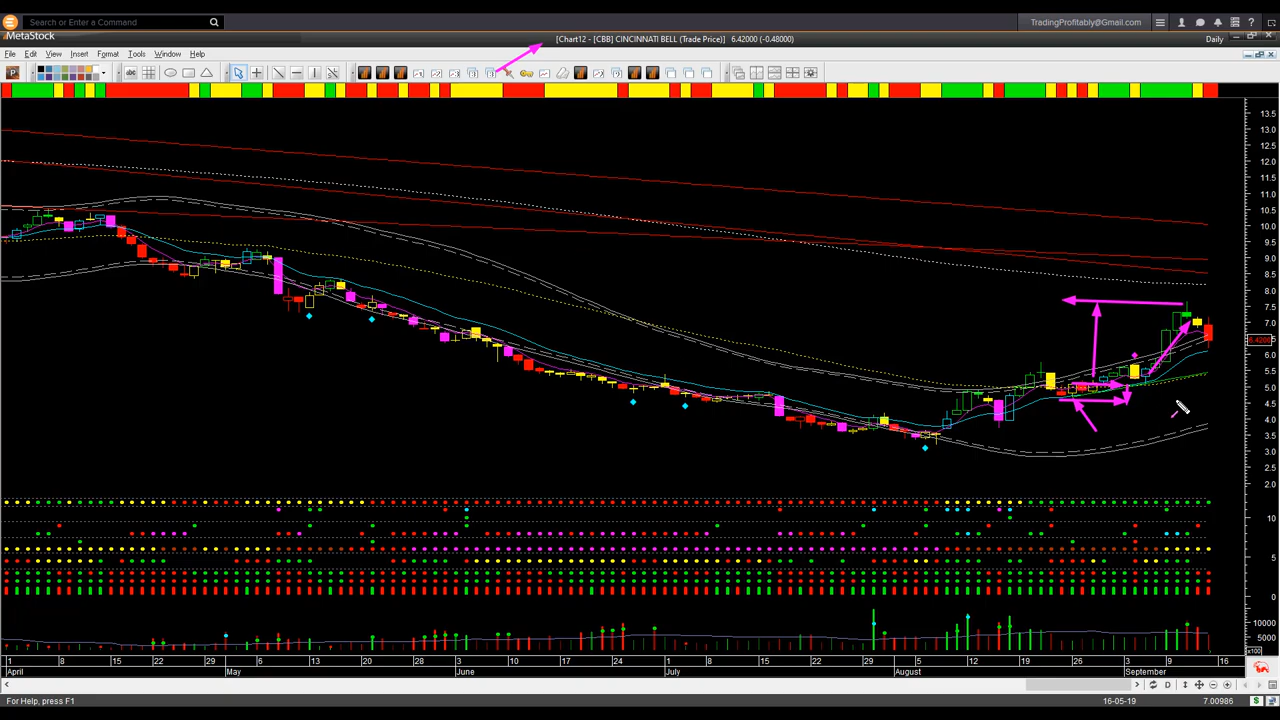 Search or Enter a Command
TradingProfitably@Gmail.com
MetaStock
[Chart12 - [CBB] CINCINNATI BELL (Trade Price)] 6.42000 (-0.48000)
Daily
File Edit View Insert Format Tools Window Help
abc
13.5
13.0
12.5
12.0
11.5
11.0
10.5
10.0
9.5
9.0
8.5
8.0
7.5
7.0
6.42000
6.0
5.5
5.0
4.5
4.0
3.5
3.0
2.5
2.0
10
5
0
10000
5000
x100
1 8 15 22 29 6 13 20 28 3 10 17 24 1 8 15 22 29 5 12 19 26 3 9 16
April May June July August September
D
For Help, press F1
16-05-19
7.00986